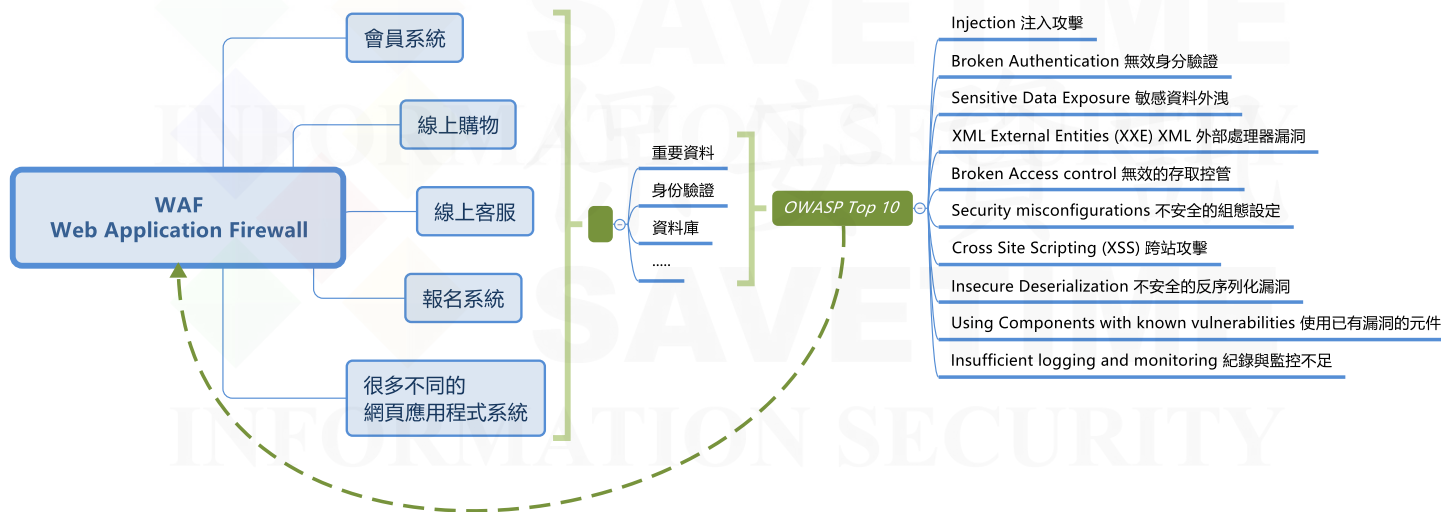 WAF
Web Application Firewall
會員系統
線上購物
線上客服
報名系統
很多不同的
網頁應用程式系統
重要資料
身份驗證
資料庫
.....
OWASP Top 10
Injection 注入攻擊
Broken Authentication 無效身分驗證
Sensitive Data Exposure 敏感資料外洩
XML External Entities (XXE) XML 外部處理器漏洞
Broken Access control 無效的存取控管
Security misconfigurations 不安全的組態設定
Cross Site Scripting (XSS) 跨站攻擊
Insecure Deserialization 不安全的反序列化漏洞
Using Components with known vulnerabilities 使用已有漏洞的元件
Insufficient logging and monitoring 紀錄與監控不足
SAVETIME
INFORMATION SECURITY
SAVETIME
INFORMATION SECURITY